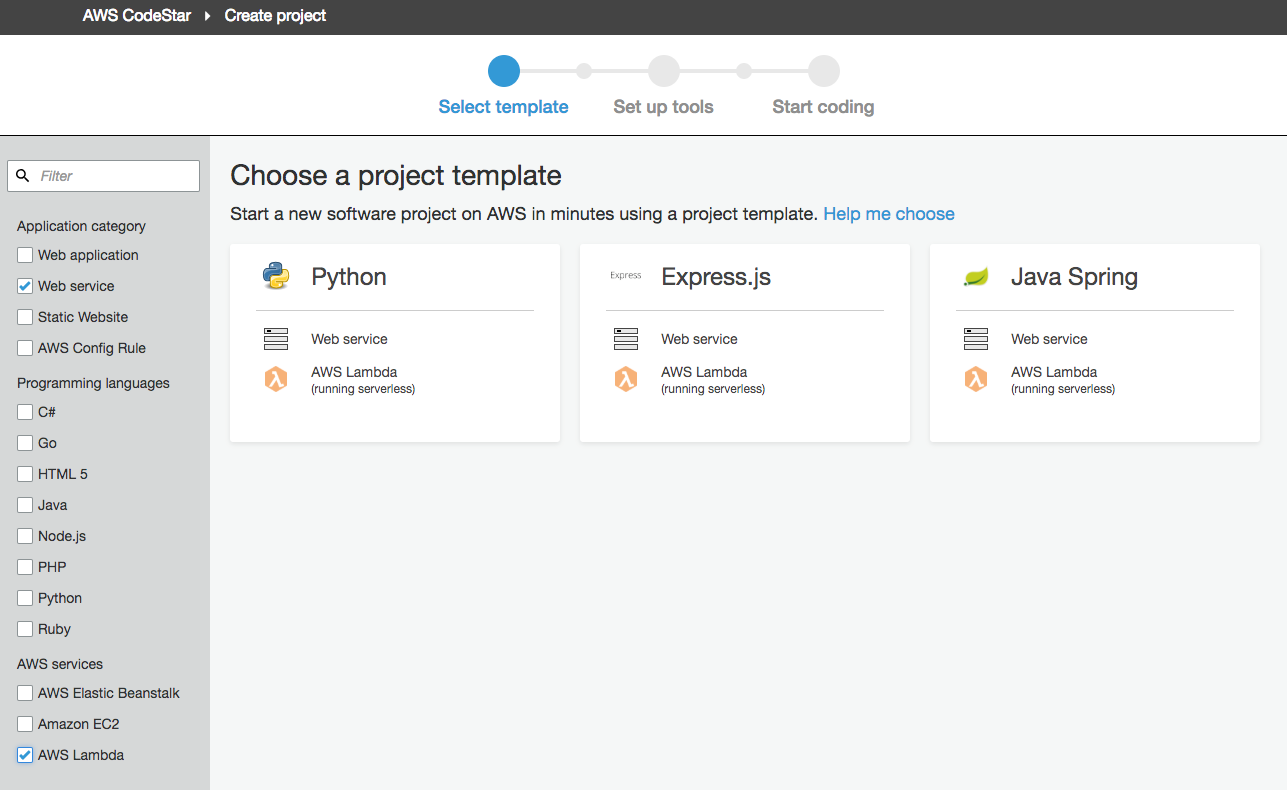 AWS CodeStar Create project
Select template
Set up tools
Start coding
Filter
Application category
Web application
Web service
Static Website
AWS Config Rule
Programming languages
C#
Go
HTML 5
Java
Node.js
PHP
Python
Ruby
AWS services
AWS Elastic Beanstalk
Amazon EC2
AWS Lambda
Choose a project template
Start a new software project on AWS in minutes using a project template. Help me choose
Python
Web service
AWS Lambda
(running serverless)
Express
Express.js
Web service
AWS Lambda
(running serverless)
Java Spring
Web service
AWS Lambda
(running serverless)